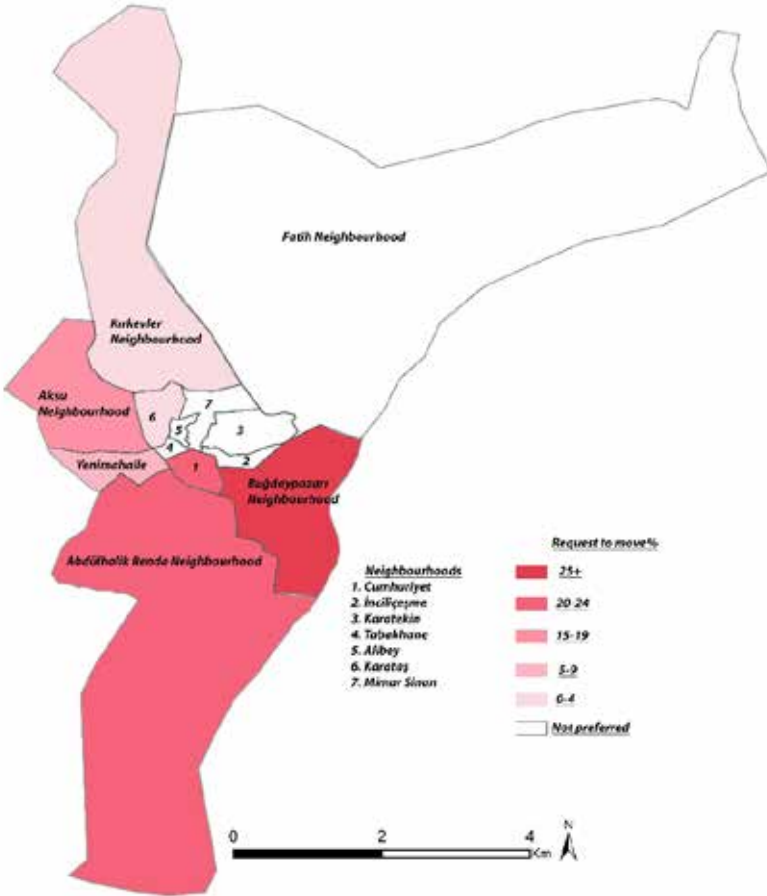 Fatih Neighbourhood
Kırkevler
Neighbourhood
Aksu
Neighbourhood
7
6
5
3
4
2
1
Yenimahalle
Buğdaypazarı
Neighbourhood
Abdülhalik Renda Neighbourhood
Neighbourhoods
1. Cumhuriyet
2. İnciliçeşme
3. Karatekin
4. Tabakhane
5. Alibey
6. Karataş
7. Mimar Sinan
Request to move%
25+
20-24
15-19
5-9
0-4
Not preferred
0 2 4
Km
N